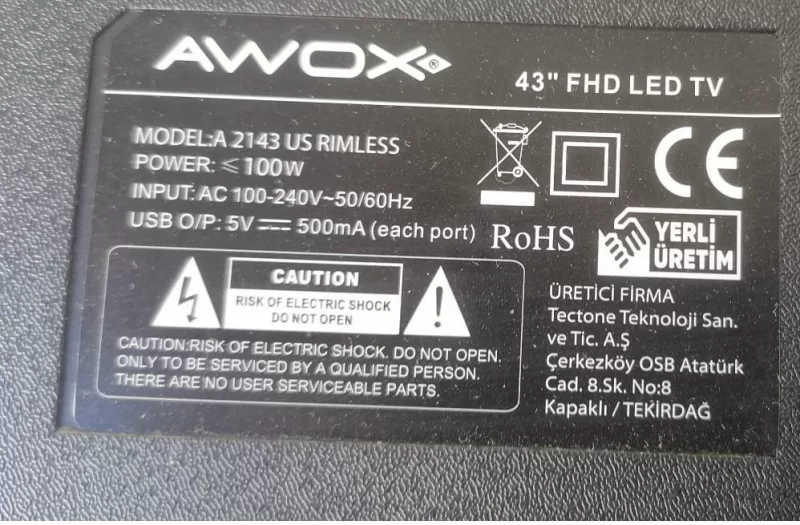 AWOX®
43" FHD LED TV
MODEL:A 2143 US RIMLESS
POWER: ≤100W
INPUT: AC 100-240V~50/60Hz
USB O/P: 5V⎓500mA (each port)
CE
RoHS
YERLİ
ÜRETİM
CAUTION
RISK OF ELECTRIC SHOCK
DO NOT OPEN
!
CAUTION:RISK OF ELECTRIC SHOCK. DO NOT OPEN.
ONLY TO BE SERVICED BY A QUALIFIED PERSON.
THERE ARE NO USER SERVICEABLE PARTS.
ÜRETİCİ FİRMA
Tectone Teknoloji San.
ve Tic. A.Ş
Çerkezköy OSB Atatürk
Cad. 8.Sk. No:8
Kapaklı / TEKİRDAĞ